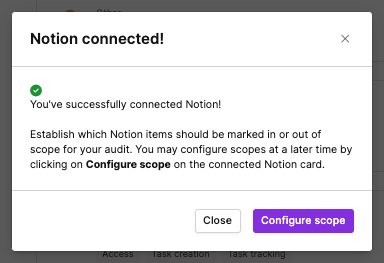 Other
Notion connected!
You've successfully connected Notion!
Establish which Notion items should be marked in or out of
scope for your audit. You may configure scopes at a later time by
clicking on Configure scope on the connected Notion card.
Close
Configure scope
Access Task creation Task tracking